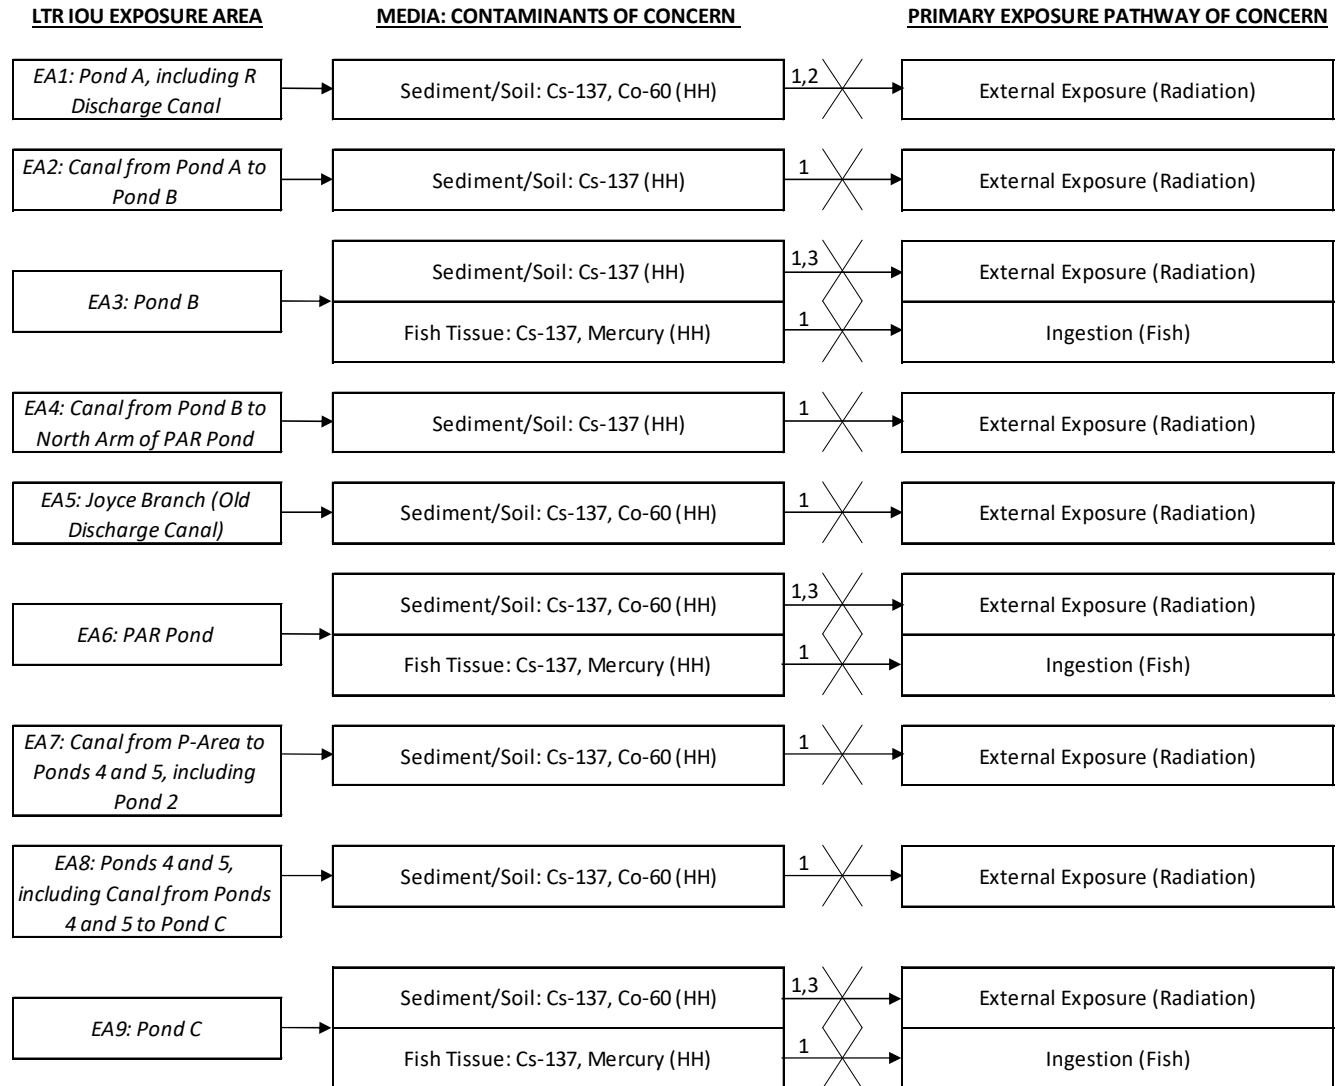 LTR IOU EXPOSURE AREA
MEDIA: CONTAMINANTS OF CONCERN
PRIMARY EXPOSURE PATHWAY OF CONCERN
EA1: Pond A, including R
Discharge Canal
Sediment/Soil: Cs-137, Co-60 (HH)
1,2
External Exposure (Radiation)
EA2: Canal from Pond A to
Pond B
Sediment/Soil: Cs-137 (HH)
1
External Exposure (Radiation)
EA3: Pond B
Sediment/Soil: Cs-137 (HH)
1,3
External Exposure (Radiation)
Fish Tissue: Cs-137, Mercury (HH)
1
Ingestion (Fish)
EA4: Canal from Pond B to
North Arm of PAR Pond
Sediment/Soil: Cs-137 (HH)
1
External Exposure (Radiation)
EA5: Joyce Branch (Old
Discharge Canal)
Sediment/Soil: Cs-137, Co-60 (HH)
1
External Exposure (Radiation)
EA6: PAR Pond
Sediment/Soil: Cs-137, Co-60 (HH)
1,3
External Exposure (Radiation)
Fish Tissue: Cs-137, Mercury (HH)
1
Ingestion (Fish)
EA7: Canal from P-Area to
Ponds 4 and 5, including
Pond 2
Sediment/Soil: Cs-137, Co-60 (HH)
1
External Exposure (Radiation)
EA8: Ponds 4 and 5,
including Canal from Ponds
4 and 5 to Pond C
Sediment/Soil: Cs-137, Co-60 (HH)
1
External Exposure (Radiation)
EA9: Pond C
Sediment/Soil: Cs-137, Co-60 (HH)
1,3
External Exposure (Radiation)
Fish Tissue: Cs-137, Mercury (HH)
1
Ingestion (Fish)